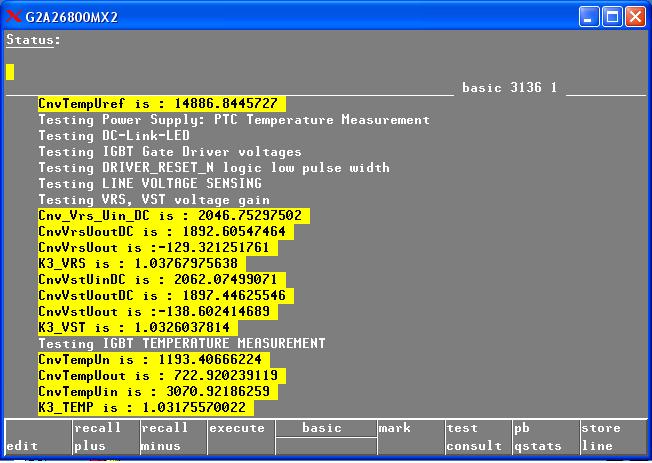 G2A26800MX2
Status:
basic 3136 1
CnvTempUref is : 14886.8445727
Testing Power Supply: PTC Temperature Measurement
Testing DC-Link-LED
Testing IGBT Gate Driver voltages
Testing DRIVER_RESET_N logic low pulse width
Testing LINE VOLTAGE SENSING
Testing VRS, VST voltage gain
Cnv_Vrs_Uin_DC is : 2046.75297502
CnvVrsUoutDC is : 1892.60547464
CnvVrsUout is :-129.321251761
K3_VRS is : 1.03767975638
CnvVstUinDC is : 2062.07499071
CnvVstUoutDC is : 1897.44625546
CnvVstUout is :-138.602414689
K3_VST is : 1.0326037814
Testing IGBT TEMPERATURE MEASUREMENT
CnvTempUn is : 1193.40666224
CnvTempUout is : 722.920239119
CnvTempUin is : 3070.92186259
K3_TEMP is : 1.03175570022
recall recall execute basic mark test pb store
edit plus minus consult qstats line